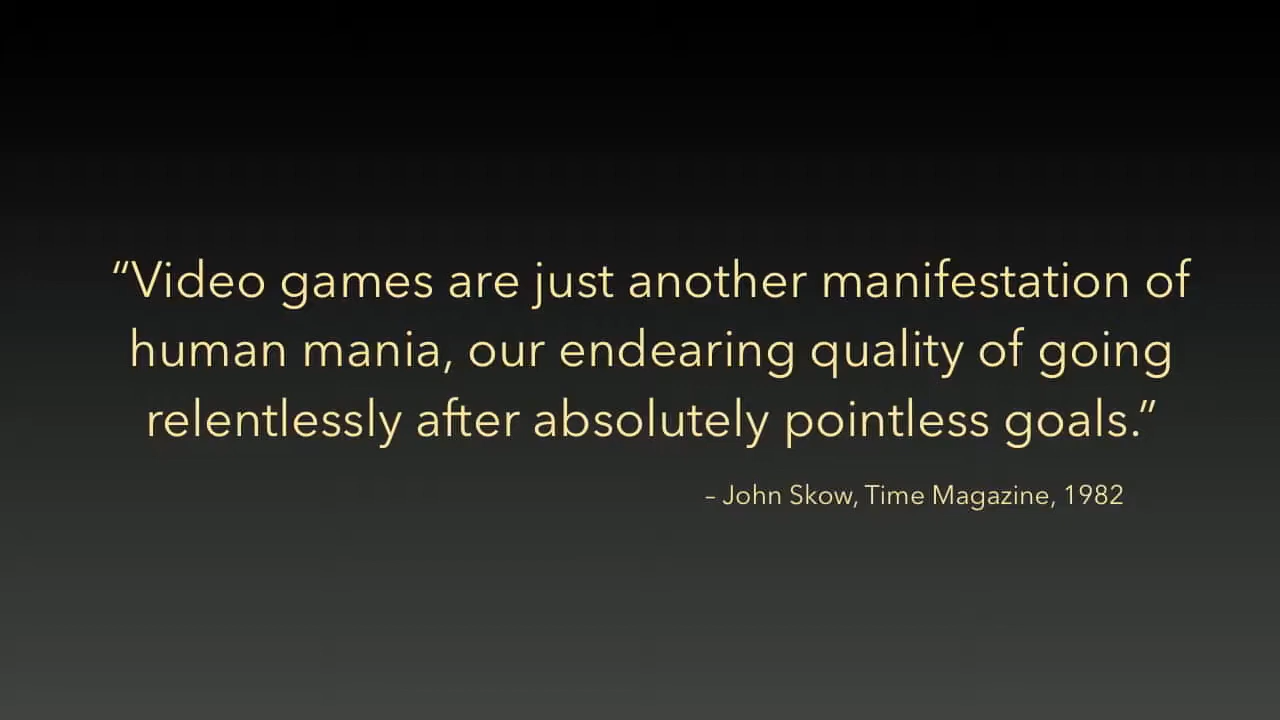 “Video games are just another manifestation of
human mania, our endearing quality of going
relentlessly after absolutely pointless goals.”
– John Skow, Time Magazine, 1982